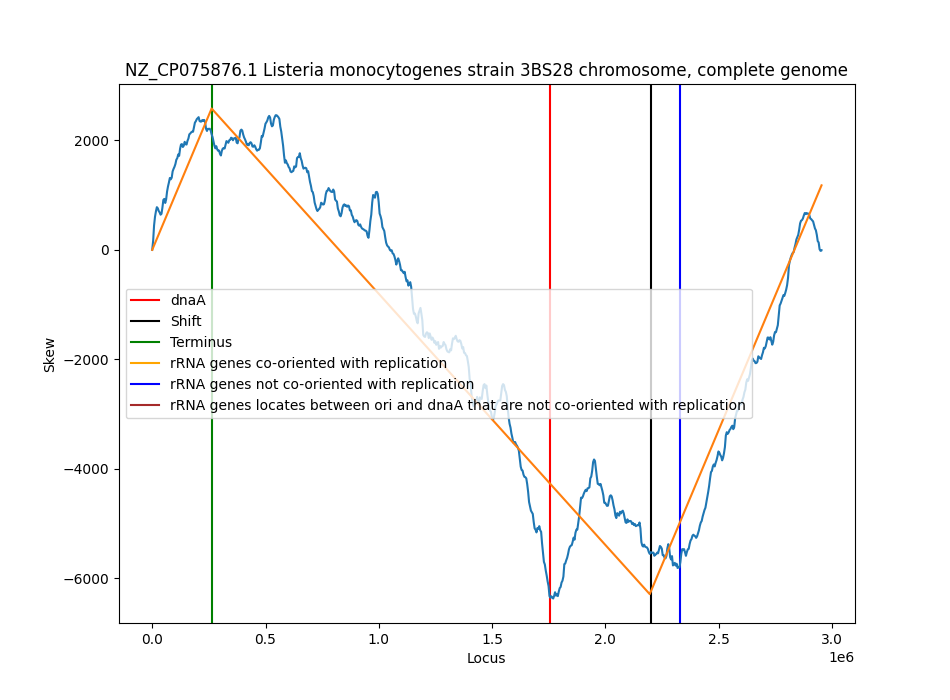 NZ_CP075876.1 Listeria monocytogenes strain 3BS28 chromosome, complete genome
Skew
2000
0
−2000
−4000
−6000
dnaA
Shift
Terminus
rRNA genes co-oriented with replication
rRNA genes not co-oriented with replication
rRNA genes locates between ori and dnaA that are not co-oriented with replication
0.0 0.5 1.0 1.5 2.0 2.5 3.0
1e6
Locus